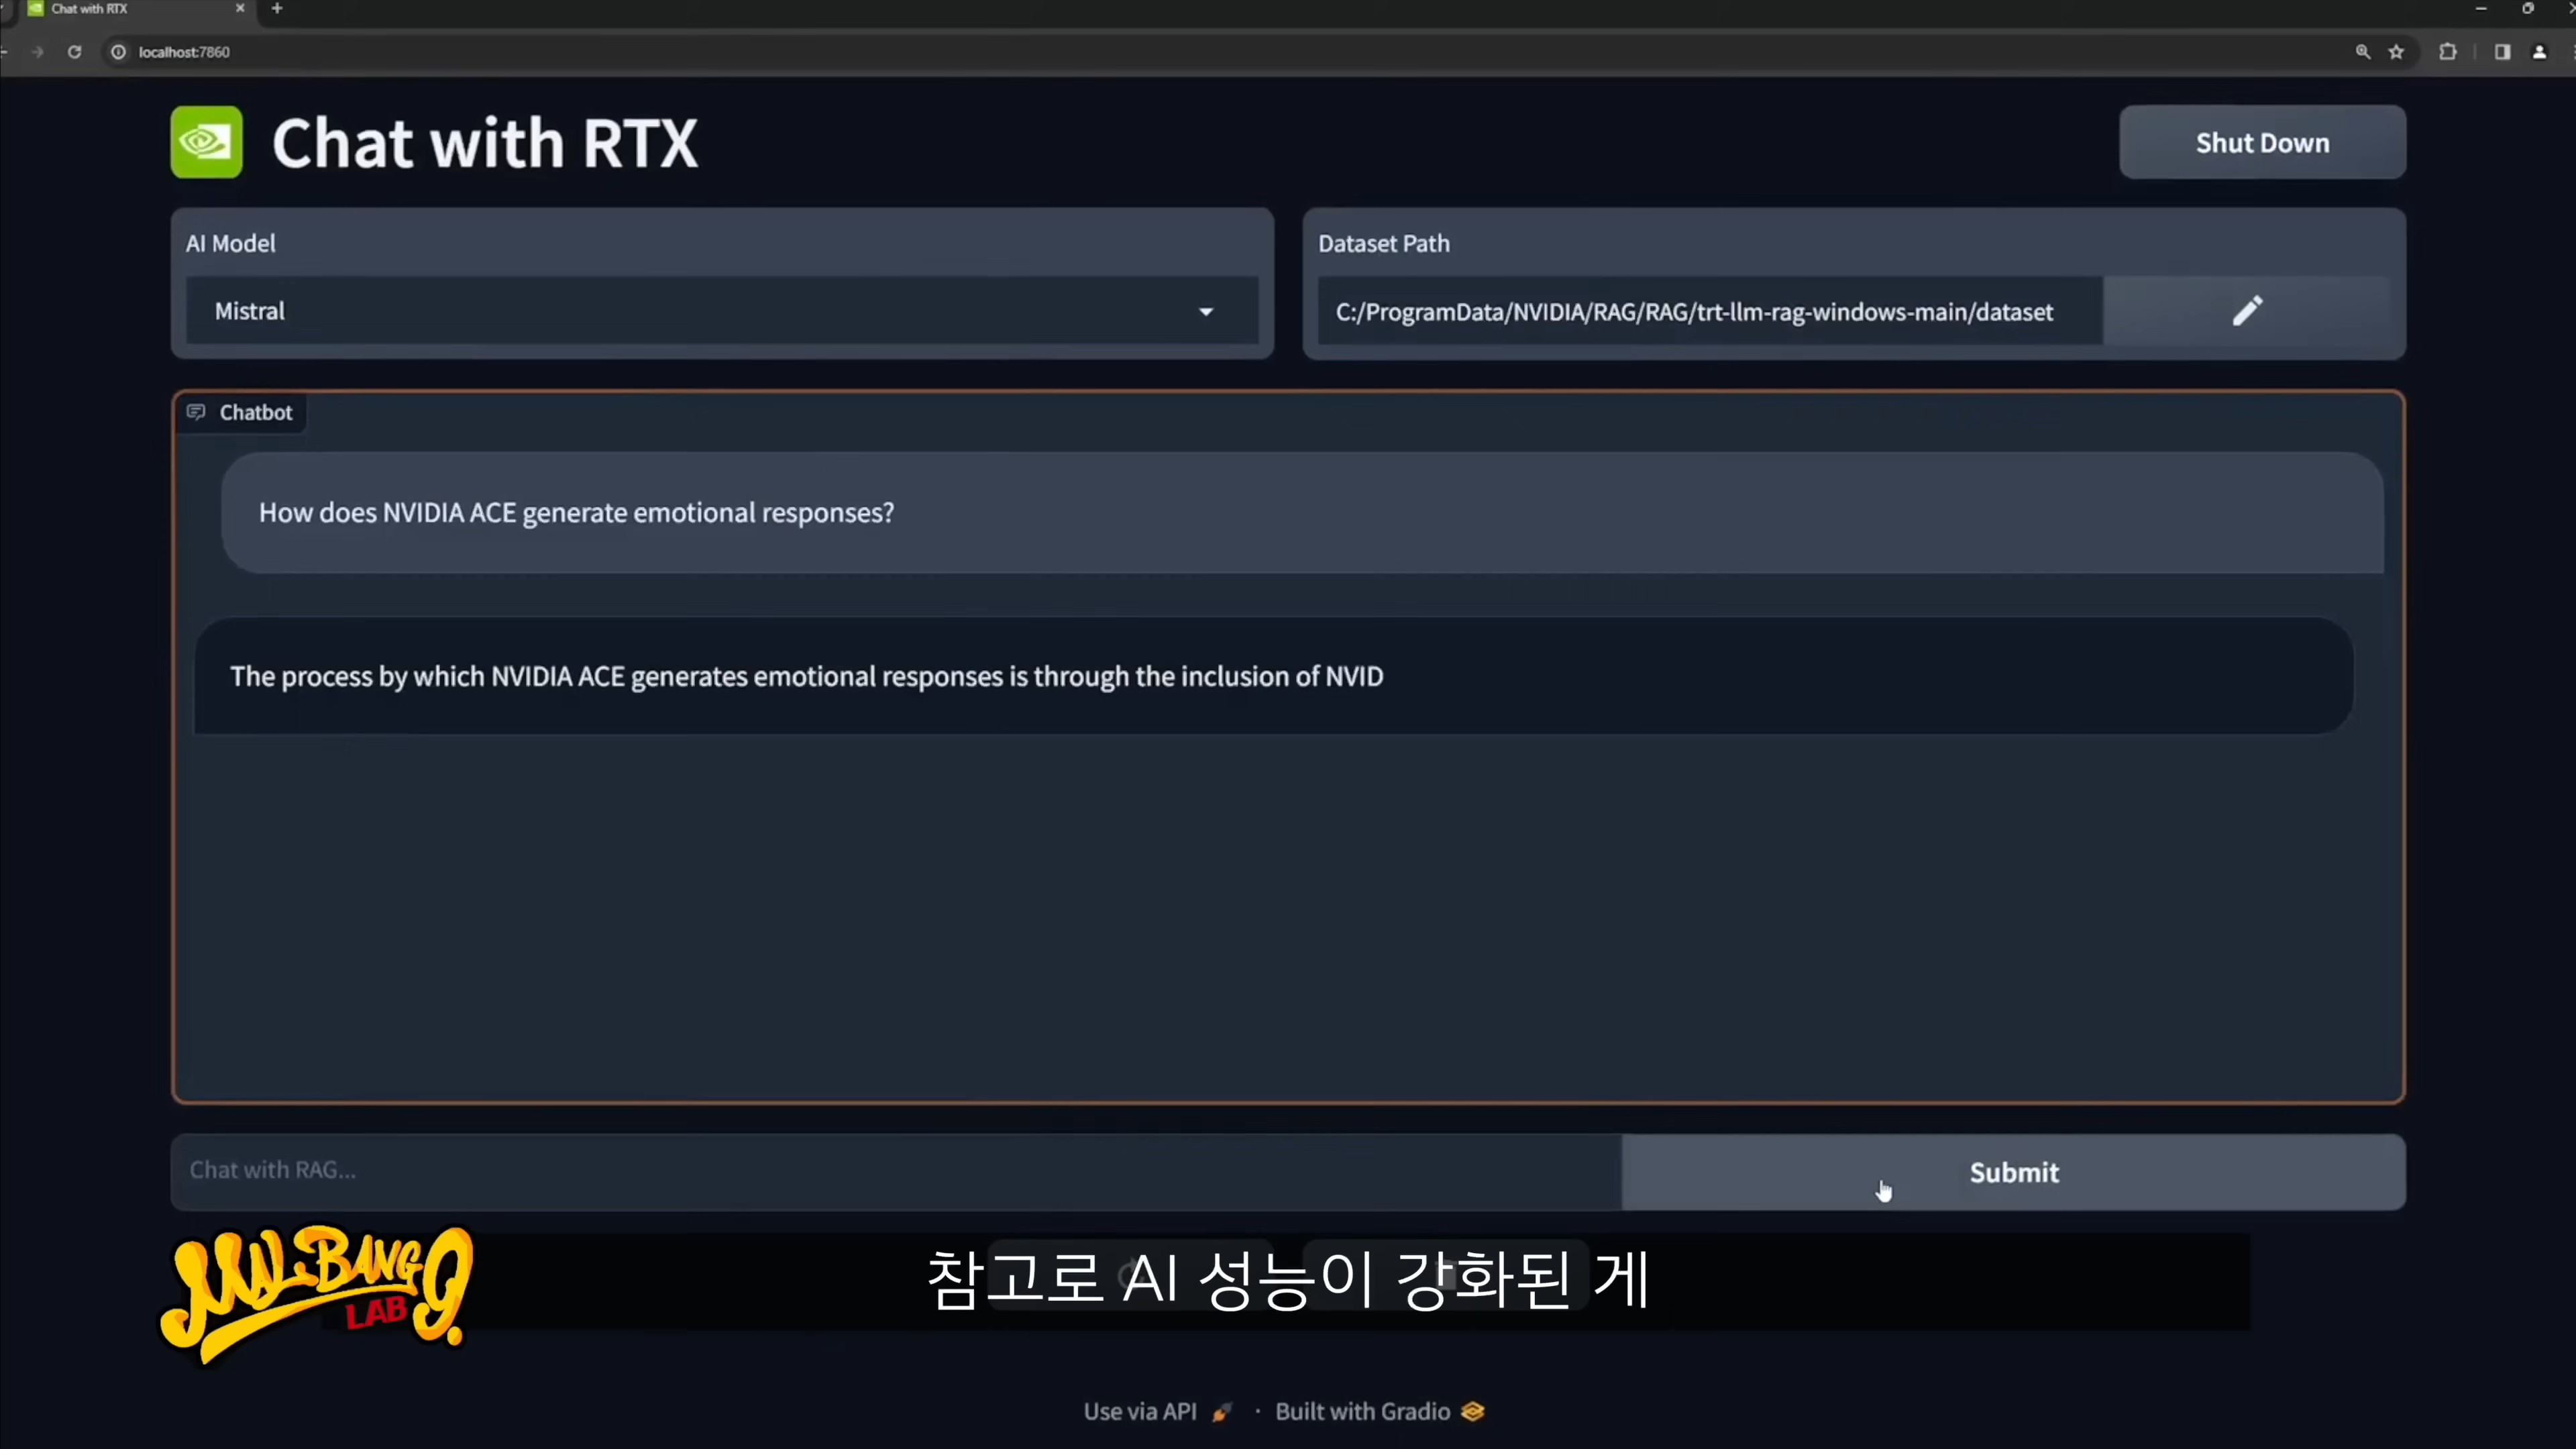 Chat with RTX
localhost:7860
Chat with RTX
Shut Down
AI Model
Dataset Path
Mistral
C:/ProgramData/NVIDIA/RAG/RAG/trt-llm-rag-windows-main/dataset
Chatbot
How does NVIDIA ACE generate emotional responses?
The process by which NVIDIA ACE generates emotional responses is through the inclusion of NVID
Chat with RAG...
Submit
MALBANG
LAB
참고로 AI 성능이 강화된 게
Use via API · Built with Gradio